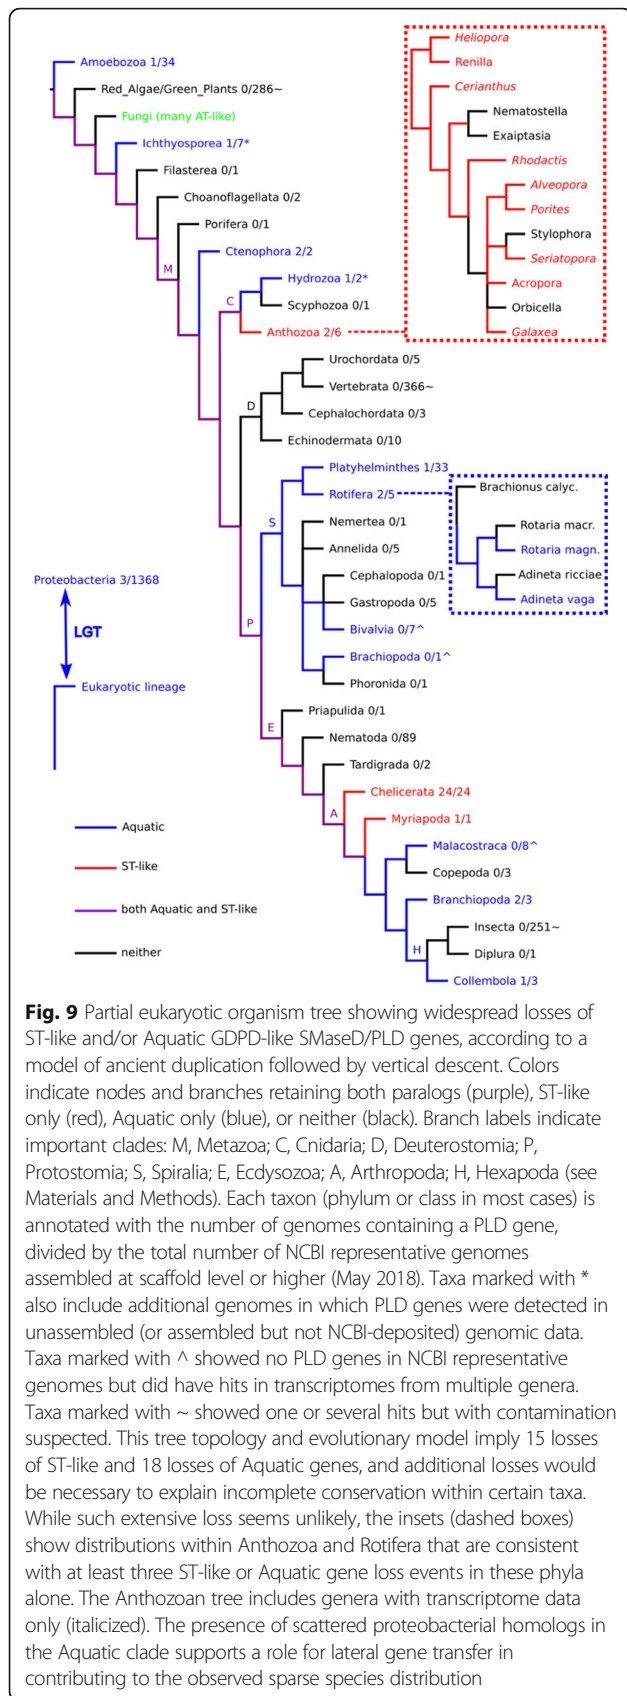 Amoebozoa 1/34
Red_Algae/Green_Plants 0/286~
Fungi (many AT-like)
Ichthyosporea 1/7*
Filasterea 0/1
Choanoflagellata 0/2
Porifera 0/1
M
Ctenophora 2/2
C
Hydrozoa 1/2*
Scyphozoa 0/1
Anthozoa 2/6
Heliopora
Renilla
Cerianthus
Nematostella
Exaiptasia
Rhodactis
Alveopora
Porites
Stylophora
Seriatopora
Acropora
Orbicella
Galaxea
Urochordata 0/5
Vertebrata 0/366~
D
Cephalochordata 0/3
Echinodermata 0/10
Platyhelminthes 1/33
Rotifera 2/5
S
Nemertea 0/1
Annelida 0/5
Cephalopoda 0/1
Gastropoda 0/5
Bivalvia 0/7^
P
Brachiopoda 0/1^
Phoronida 0/1
Brachionus calyc.
Rotaria macr.
Rotaria magn.
Adineta ricciae
Adineta vaga
Proteobacteria 3/1368
LGT
Eukaryotic lineage
Priapulida 0/1
E
Nematoda 0/89
Tardigrada 0/2
Chelicerata 24/24
A
Myriapoda 1/1
Malacostraca 0/8^
Copepoda 0/3
Branchiopoda 2/3
Insecta 0/251~
H
Diplura 0/1
Collembola 1/3
Aquatic
ST-like
both Aquatic and ST-like
neither
Fig. 9 Partial eukaryotic organism tree showing widespread losses of
ST-like and/or Aquatic GDPD-like SMaseD/PLD genes, according to a
model of ancient duplication followed by vertical descent. Colors
indicate nodes and branches retaining both paralogs (purple), ST-like
only (red), Aquatic only (blue), or neither (black). Branch labels indicate
important clades: M, Metazoa; C, Cnidaria; D, Deuterostomia; P,
Protostomia; S, Spiralia; E, Ecdysozoa; A, Arthropoda; H, Hexapoda (see
Materials and Methods). Each taxon (phylum or class in most cases) is
annotated with the number of genomes containing a PLD gene,
divided by the total number of NCBI representative genomes
assembled at scaffold level or higher (May 2018). Taxa marked with *
also include additional genomes in which PLD genes were detected in
unassembled (or assembled but not NCBI-deposited) genomic data.
Taxa marked with ^ showed no PLD genes in NCBI representative
genomes but did have hits in transcriptomes from multiple genera.
Taxa marked with ~ showed one or several hits but with contamination
suspected. This tree topology and evolutionary model imply 15 losses
of ST-like and 18 losses of Aquatic genes, and additional losses would
be necessary to explain incomplete conservation within certain taxa.
While such extensive loss seems unlikely, the insets (dashed boxes)
show distributions within Anthozoa and Rotifera that are consistent
with at least three ST-like or Aquatic gene loss events in these phyla
alone. The Anthozoan tree includes genera with transcriptome data
only (italicized). The presence of scattered proteobacterial homologs in
the Aquatic clade supports a role for lateral gene transfer in
contributing to the observed sparse species distribution